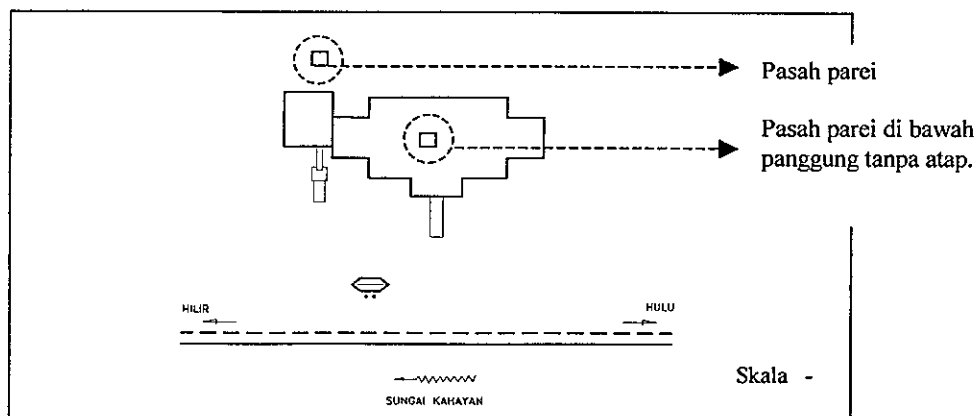 Pasah parei
Pasah parei di bawah
panggung tanpa atap.
HILIR
HULU
Skala -
SUNGAI KAHAYAN